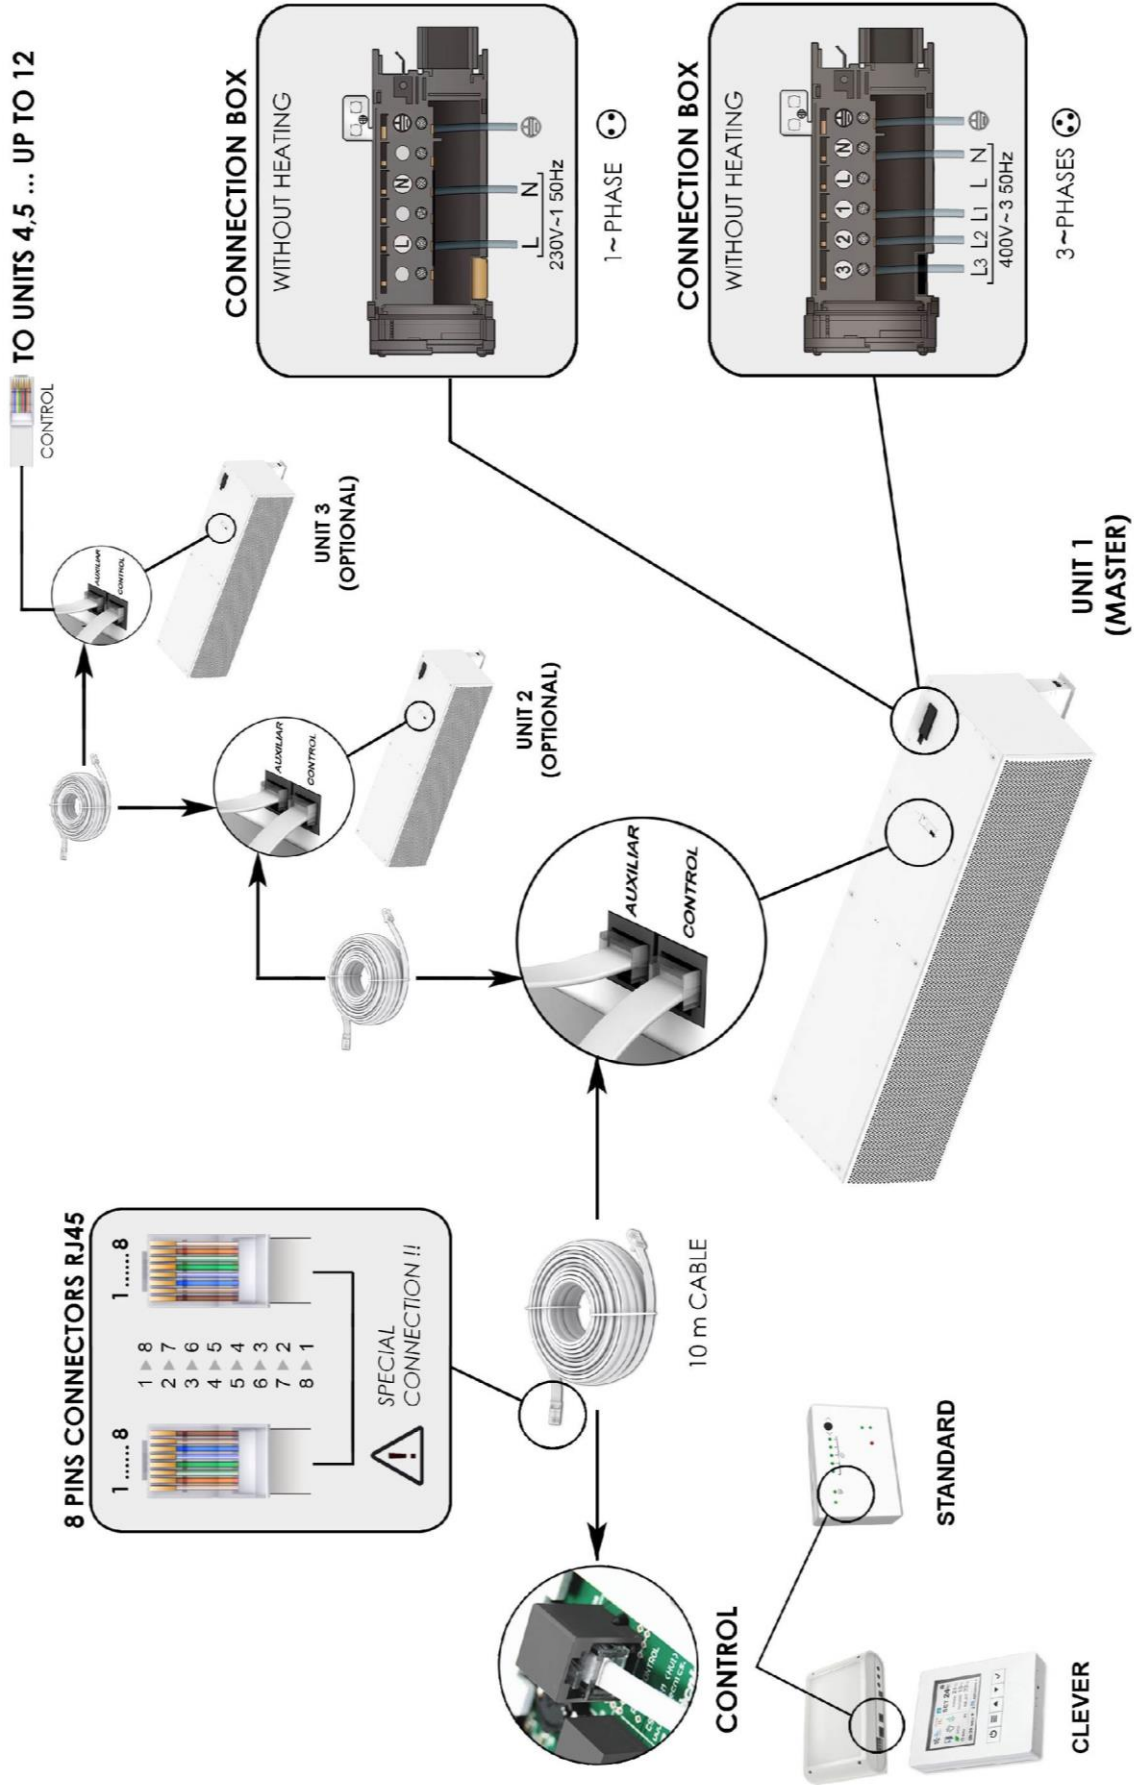 8 PINS CONNECTORS RJ45
1......8
1......8
1 ▶ 8
2 ▶ 7
3 ▶ 6
4 ▶ 5
5 ▶ 4
6 ▶ 3
7 ▶ 2
8 ▶ 1
SPECIAL
CONNECTION !!
TO UNITS 4,5 ... UP TO 12
CONTROL
AUXILIAR
CONTROL
UNIT 3
(OPTIONAL)
AUXILIAR
CONTROL
UNIT 2
(OPTIONAL)
AUXILIAR
CONTROL
10 m CABLE
CONTROL
STANDARD
CLEVER
UNIT 1
(MASTER)
CONNECTION BOX
WITHOUT HEATING
L N
L N
230V~1 50Hz
1~PHASE
CONNECTION BOX
WITHOUT HEATING
3 2 1 L N
L3 L2 L1 L N
400V~3 50Hz
3~PHASES